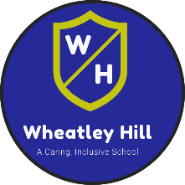 W
H
Wheatley Hill
A Caring, Inclusive School